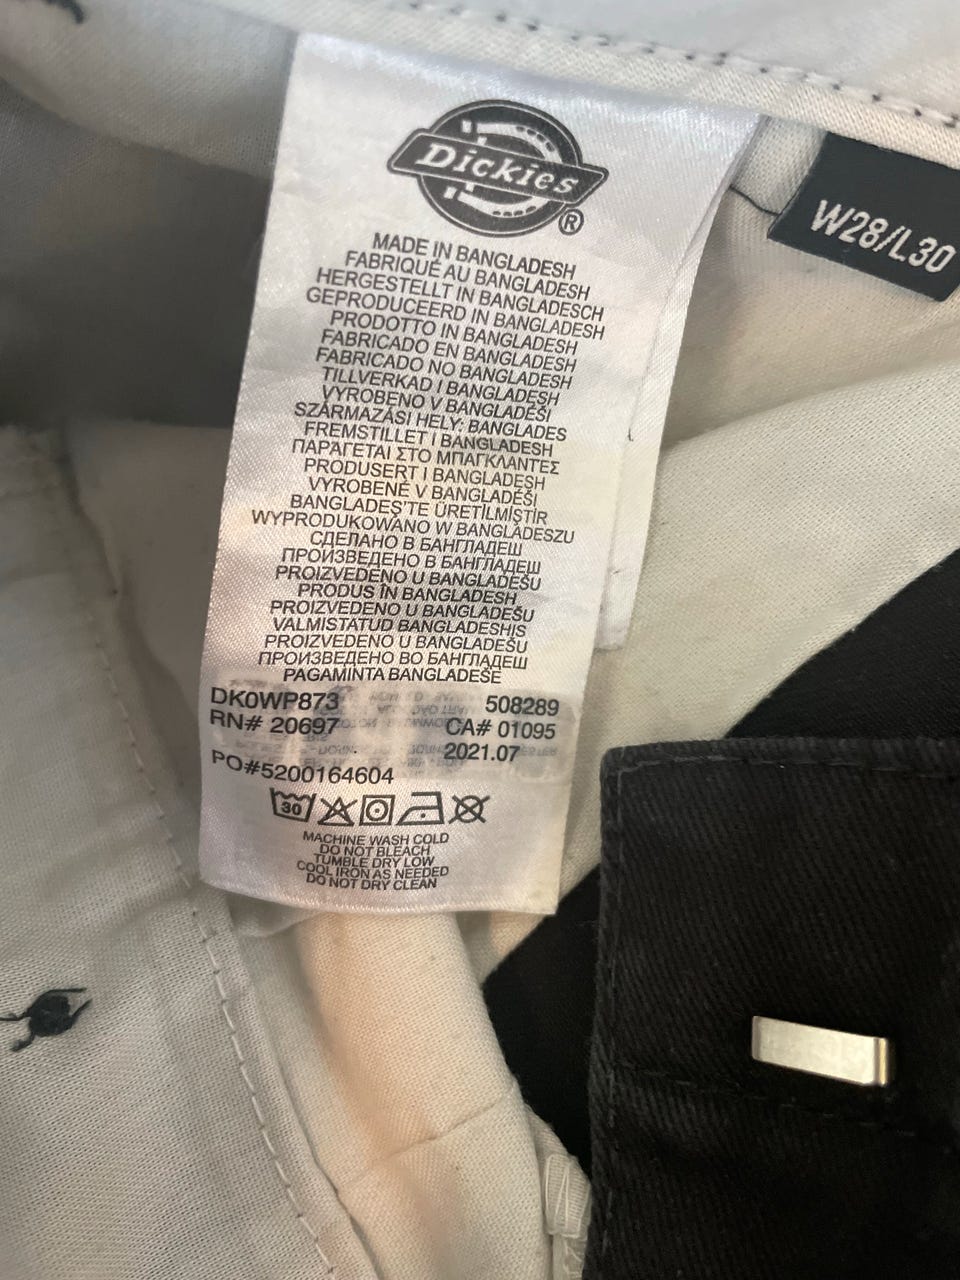 Dickies
®
W28/L30
MADE IN BANGLADESH
FABRIQUÉ AU BANGLADESH
HERGESTELLT IN BANGLADESCH
GEPRODUCEERD IN BANGLADESH
PRODOTTO IN BANGLADESH
FABRICADO EN BANGLADESH
FABRICADO NO BANGLADESH
TILLVERKAD I BANGLADESH
VYROBENO V BANGLADÉŠI
SZÁRMAZÁSI HELY: BANGLADES
FREMSTILLET I BANGLADESH
ΠΑΡΑΓΕΤΑΙ ΣΤΟ ΜΠΑΓΚΛΑΝΤΕΣ
PRODUSERT I BANGLADESH
VYROBENÉ V BANGLADÉŠI
BANGLADEŞ'TE ÜRETİLMİŞTİR
WYPRODUKOWANO W BANGLADESZU
СДЕЛАНО В БАНГЛАДЕШ
ПРОИЗВЕДЕНО В БАНГЛАДЕШ
PROIZVEDENO U BANGLADEŠU
PRODUS ÎN BANGLADESH
PROIZVEDENO U BANGLADEŠU
VALMISTATUD BANGLADESHIS
PROIZVEDENO U BANGLADEŠU
ПРОИЗВЕДЕНО ВО БАНГЛАДЕШ
PAGAMINTA BANGLADEŠE
DK0WP873 508289
RN# 20697 CA# 01095
2021.07
PO#5200164604
30
MACHINE WASH COLD
DO NOT BLEACH
TUMBLE DRY LOW
COOL IRON AS NEEDED
DO NOT DRY CLEAN